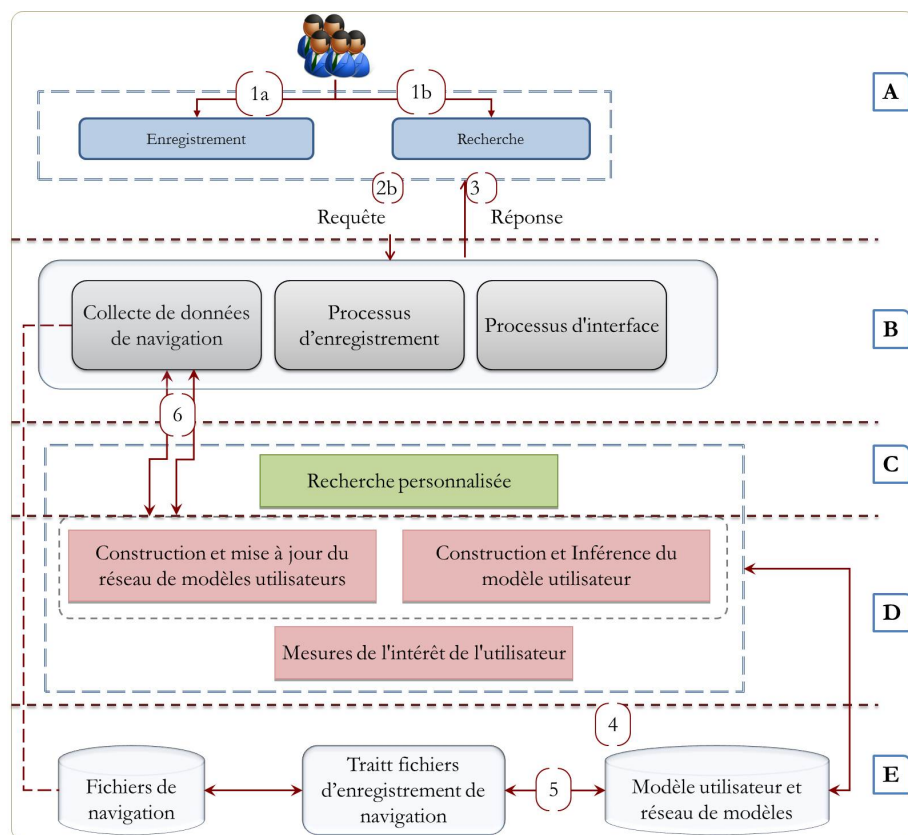 1a
1b
A
Enregistrement
Recherche
2b
3
Requête
Réponse
Collecte de données
de navigation
Processus
d'enregistrement
Processus d'interface
B
6
C
Recherche personnalisée
Construction et mise à jour du
réseau de modèles utilisateurs
Construction et Inférence du
modèle utilisateur
D
Mesures de l'intérêt de l'utilisateur
4
Fichiers de
navigation
Traitt fichiers
d'enregistrement de
navigation
5
Modèle utilisateur et
réseau de modèles
E